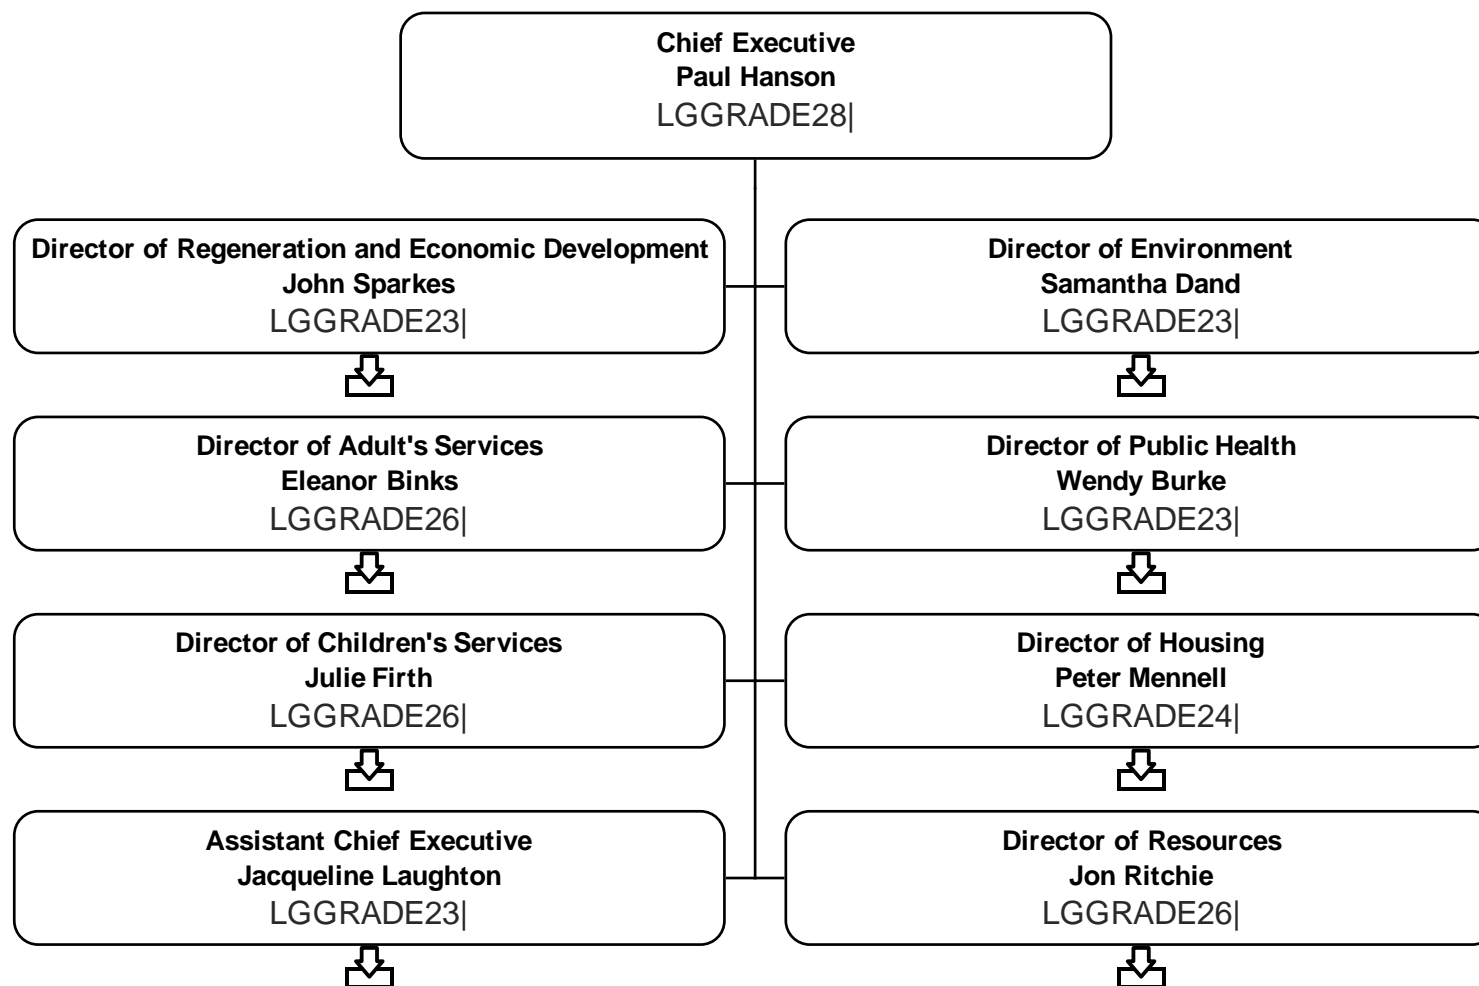 Chief Executive
Paul Hanson
LGGRADE28|
Director of Regeneration and Economic Development
John Sparkes
LGGRADE23|
Director of Environment
Samantha Dand
LGGRADE23|
Director of Adult's Services
Eleanor Binks
LGGRADE26|
Director of Public Health
Wendy Burke
LGGRADE23|
Director of Children's Services
Julie Firth
LGGRADE26|
Director of Housing
Peter Mennell
LGGRADE24|
Assistant Chief Executive
Jacqueline Laughton
LGGRADE23|
Director of Resources
Jon Ritchie
LGGRADE26|